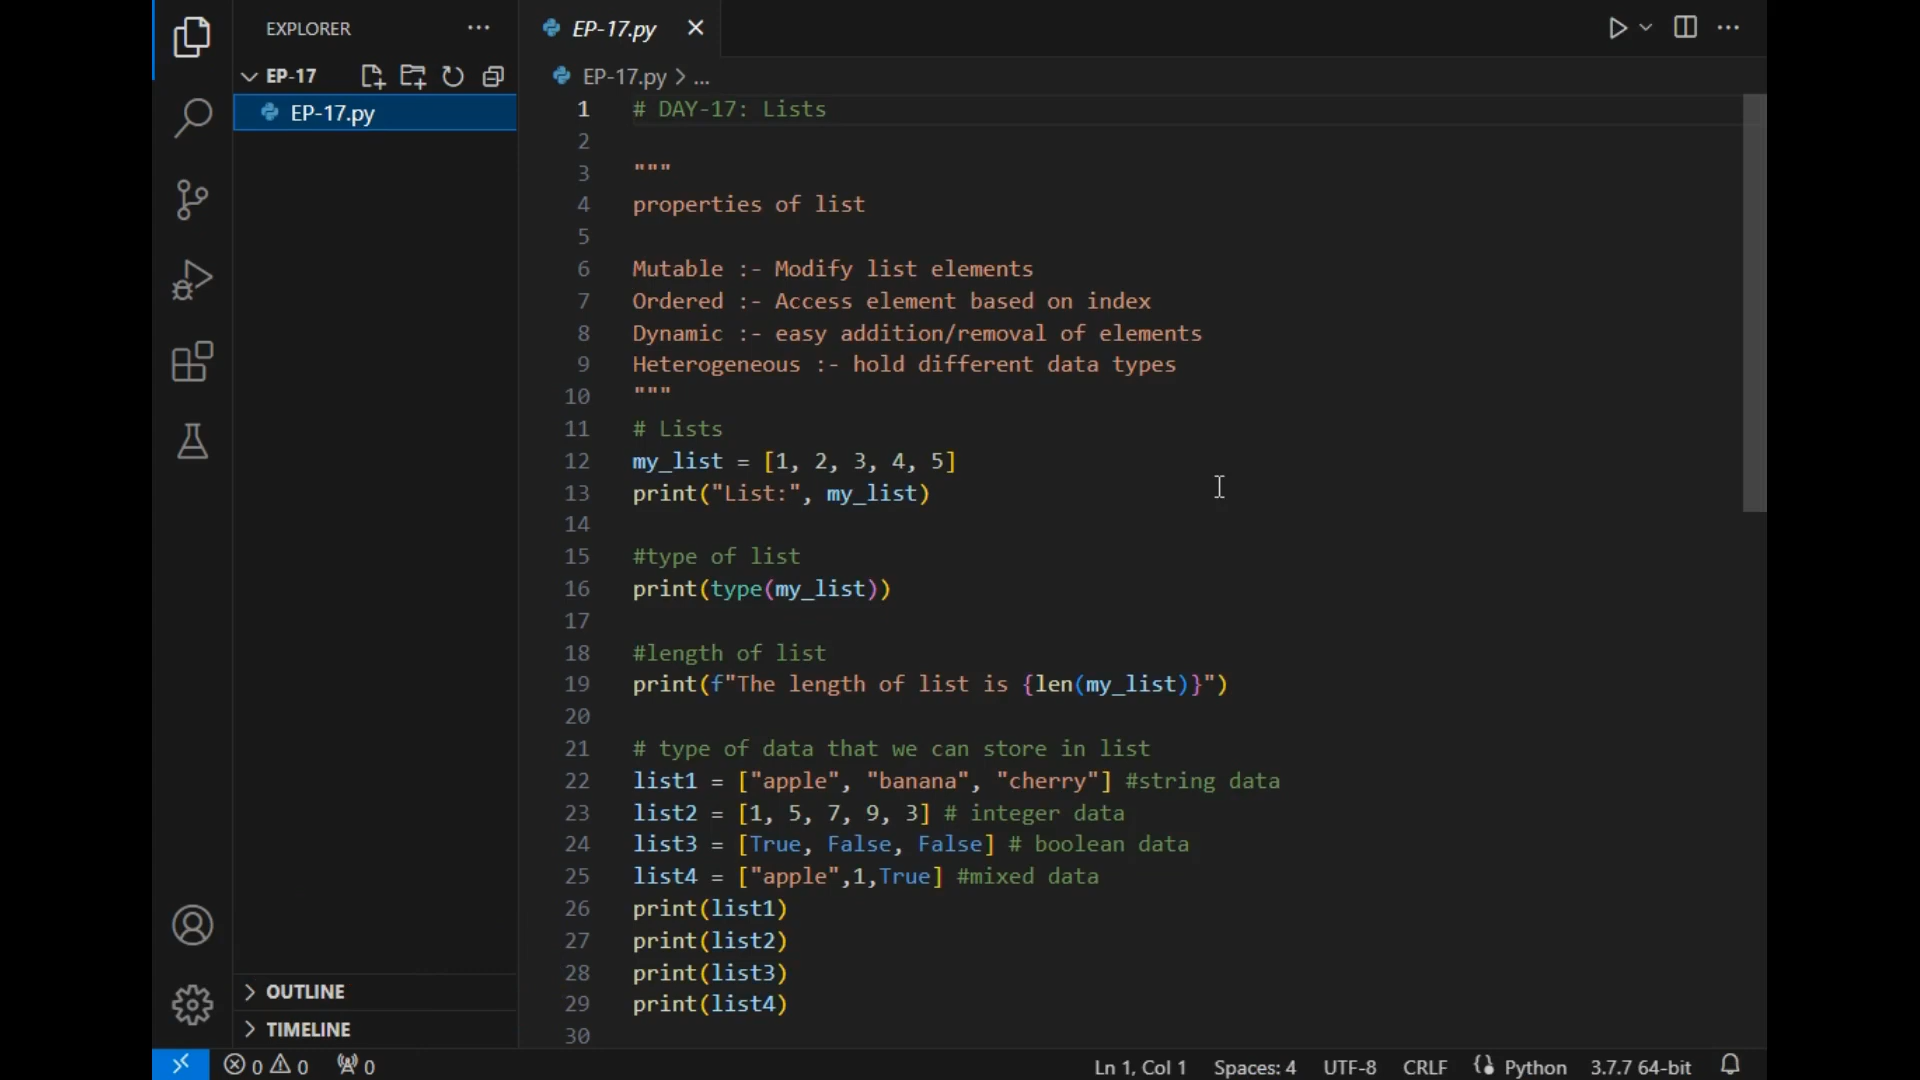 EXPLORER
EP-17
EP-17.py
OUTLINE
TIMELINE
EP-17.py
EP-17.py > ...
1 # DAY-17: Lists
2
3 """
4 properties of list
5
6 Mutable :- Modify list elements
7 Ordered :- Access element based on index
8 Dynamic :- easy addition/removal of elements
9 Heterogeneous :- hold different data types
10 """
11 # Lists
12 my_list = [1, 2, 3, 4, 5]
13 print("List:", my_list)
14
15 #type of list
16 print(type(my_list))
17
18 #length of list
19 print(f"The length of list is {len(my_list)}")
20
21 # type of data that we can store in list
22 list1 = ["apple", "banana", "cherry"] #string data
23 list2 = [1, 5, 7, 9, 3] # integer data
24 list3 = [True, False, False] # boolean data
25 list4 = ["apple",1,True] #mixed data
26 print(list1)
27 print(list2)
28 print(list3)
29 print(list4)
30
0 0 0 Ln 1, Col 1 Spaces: 4 UTF-8 CRLF Python 3.7.7 64-bit